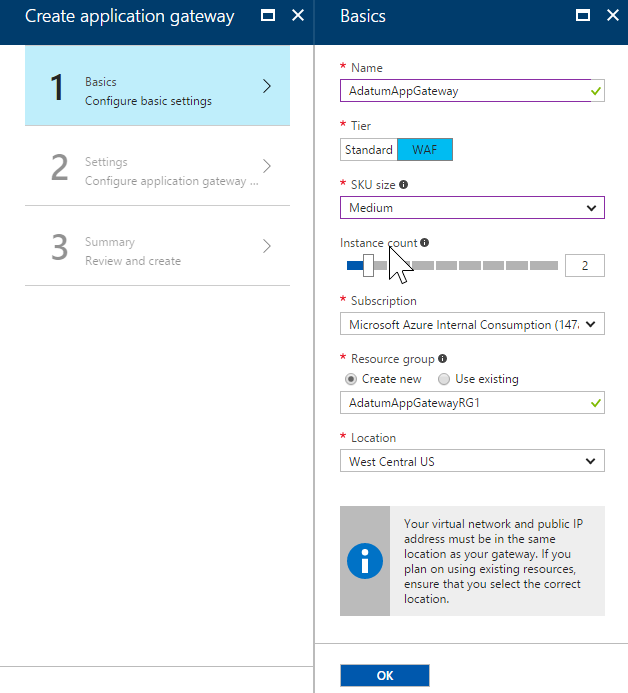 Create application gateway
1
Basics
Configure basic settings
2
Settings
Configure application gateway ...
3
Summary
Review and create
Basics
* Name
AdatumAppGateway
* Tier
Standard WAF
* SKU size
Medium
Instance count
2
* Subscription
Microsoft Azure Internal Consumption (147
* Resource group
Create new Use existing
AdatumAppGatewayRG1
* Location
West Central US
Your virtual network and public IP
address must be in the same
location as your gateway. If you
plan on using existing resources,
ensure that you select the correct
location.
OK